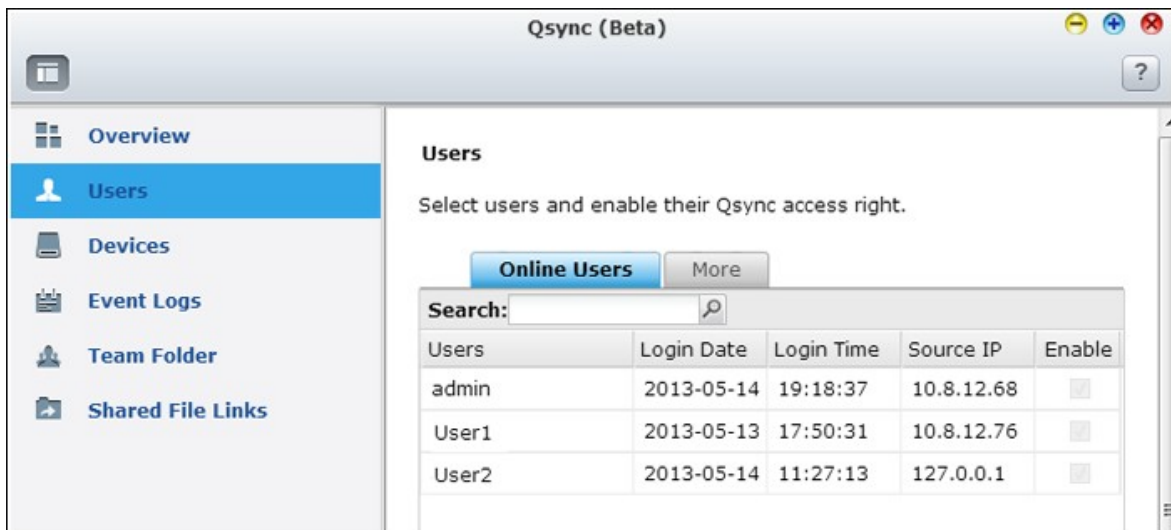 Qsync (Beta)
?
Overview
Users
Devices
Event Logs
Team Folder
Shared File Links
Users
Select users and enable their Qsync access right.
Online Users More
Search:
Users Login Date Login Time Source IP Enable
admin 2013-05-14 19:18:37 10.8.12.68
User1 2013-05-13 17:50:31 10.8.12.76
User2 2013-05-14 11:27:13 127.0.0.1